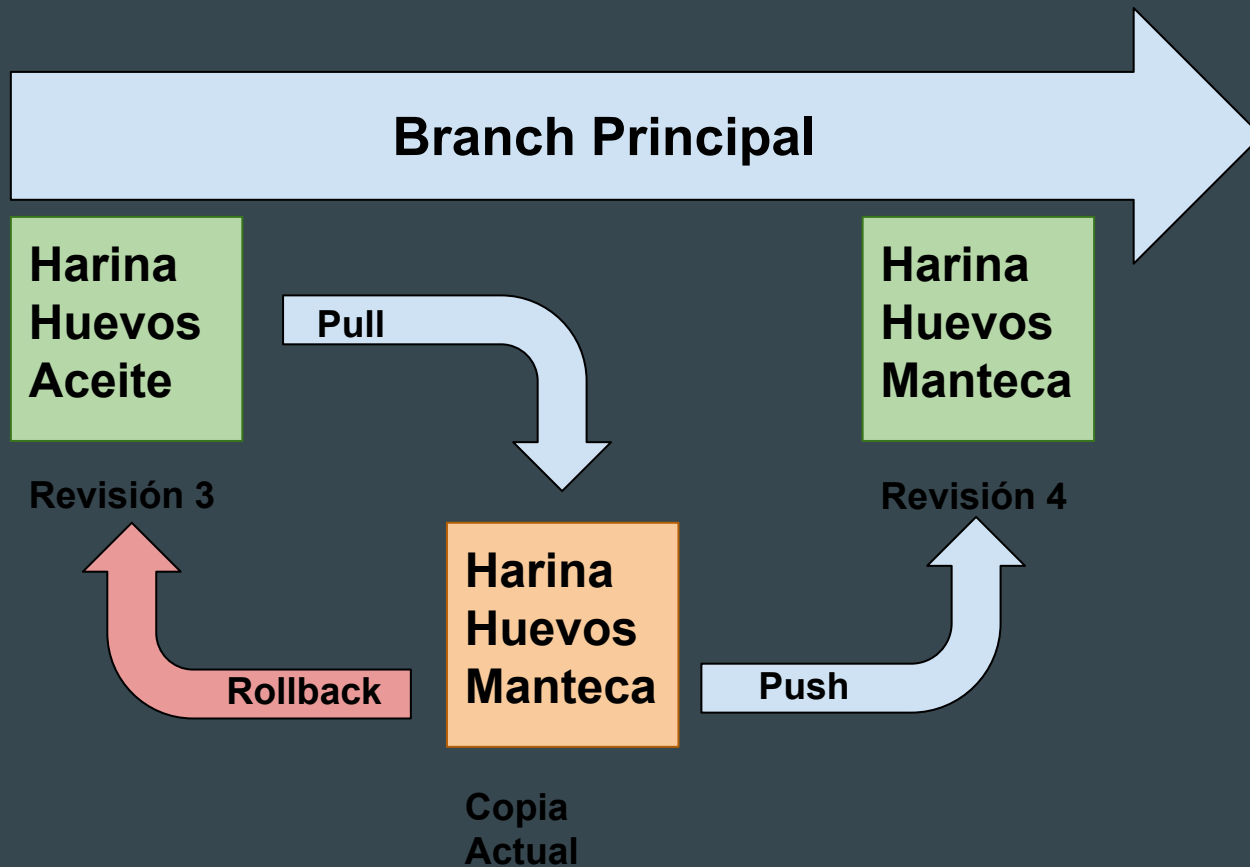 Branch Principal
Harina
Huevos
Aceite
Revisión 3
Pull
Harina
Huevos
Manteca
Revisión 4
Rollback
Harina
Huevos
Manteca
Copia
Actual
Push